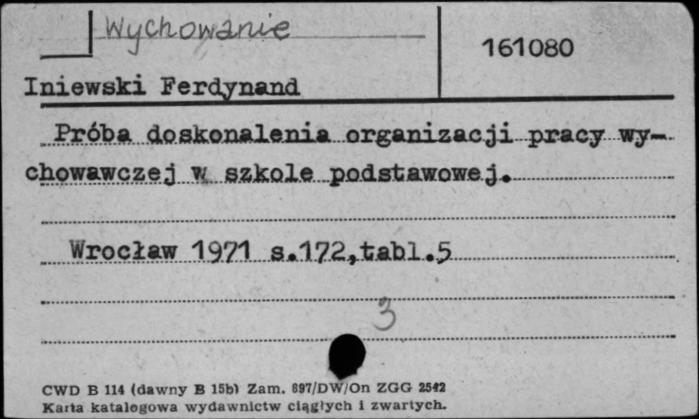 Wychowanie
161080
Iniewski Ferdynand
Próba doskonalenia organizacji pracy wy-
chowawczej w szkole podstawowej.
Wrocław 1971 s.172,tabl.5
3
CWD B 114 (dawny B 15b) Zam. 697/DW/On ZGG 2542
Karta katalogowa wydawnictw ciągłych i zwartych.